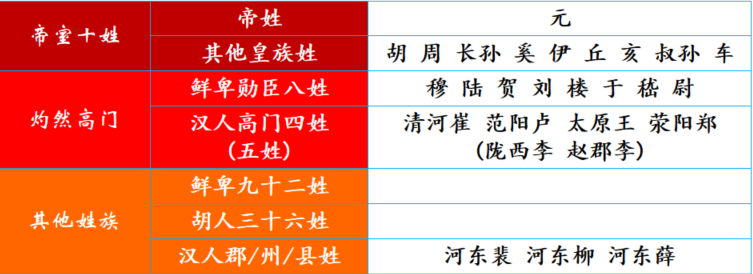 帝室十姓
帝姓
元
其他皇族姓
胡 周 长孙 奚 伊 丘 亥 叔孙 车
灼然高门
鲜卑勋臣八姓
穆 陆 贺 刘 楼 于 嵇 尉
汉人高门四姓
(五姓)
清河崔 范阳卢 太原王 荥阳郑
(陇西李 赵郡李)
其他姓族
鲜卑九十二姓
胡人三十六姓
汉人郡/州/县姓
河东裴 河东柳 河东薛